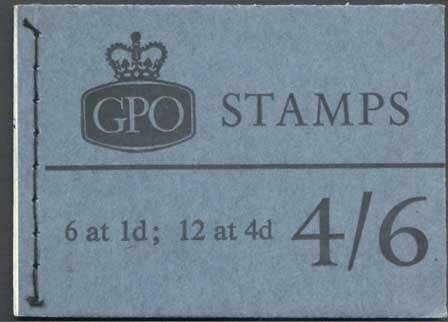 GPO STAMPS
6 at 1d; 12 at 4d 4/6